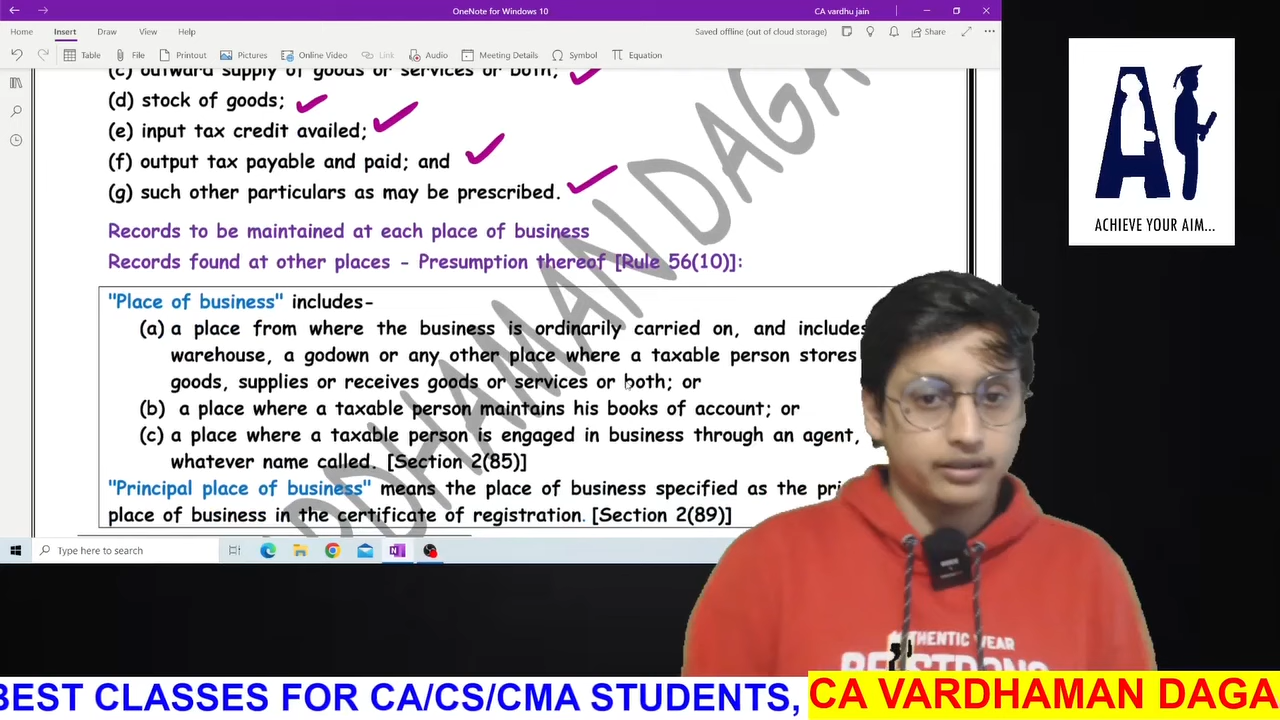 OneNote for Windows 10
CA vardhu jain
Home Insert Draw View Help
Saved offline (out of cloud storage)
Share
Table File Printout Pictures Online Video Link Audio Meeting Details Symbol Equation
(c) outward supply of goods or services or both;
(d) stock of goods;
(e) input tax credit availed;
(f) output tax payable and paid; and
(g) such other particulars as may be prescribed.
Records to be maintained at each place of business
Records found at other places - Presumption thereof [Rule 56(10)]:
"Place of business" includes-
(a) a place from where the business is ordinarily carried on, and includes
warehouse, a godown or any other place where a taxable person stores
goods, supplies or receives goods or services or both; or
(b) a place where a taxable person maintains his books of account; or
(c) a place where a taxable person is engaged in business through an agent,
whatever name called. [Section 2(85)]
"Principal place of business" means the place of business specified as the
place of business in the certificate of registration. [Section 2(89)]
DDHAMAN DAGA
Type here to search
A
ACHIEVE YOUR AIM...
THENTIC WEAR
BEST CLASSES FOR CA/CS/CMA STUDENTS, CA VARDHAMAN DAGA